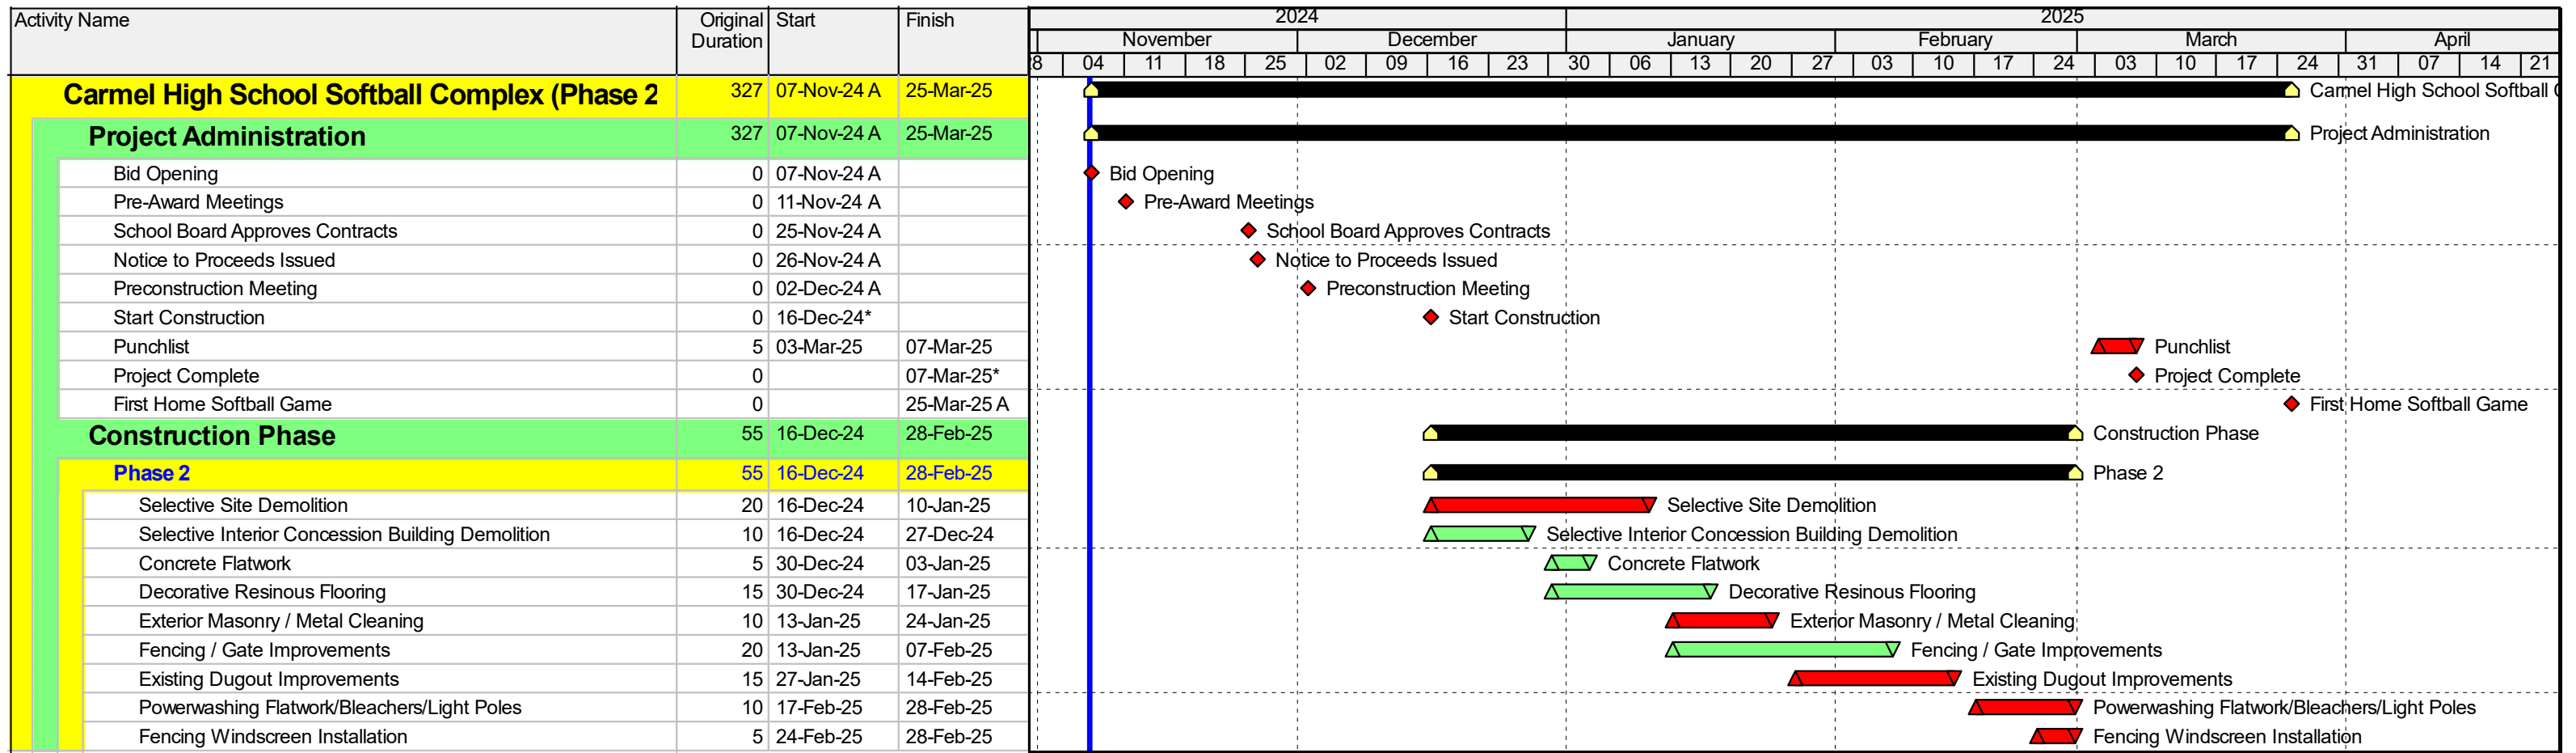 Activity Name Original Duration Start Finish 2024 2025
November December January February March April
8 04 11 18 25 02 09 16 23 30 06 13 20 27 03 10 17 24 03 10 17 24 31 07 14 21
Carmel High School Softball Complex (Phase 2 327 07-Nov-24 A 25-Mar-25 Carmel High School Softball
Project Administration 327 07-Nov-24 A 25-Mar-25 Project Administration
Bid Opening 0 07-Nov-24 A Bid Opening
Pre-Award Meetings 0 11-Nov-24 A Pre-Award Meetings
School Board Approves Contracts 0 25-Nov-24 A School Board Approves Contracts
Notice to Proceeds Issued 0 26-Nov-24 A Notice to Proceeds Issued
Preconstruction Meeting 0 02-Dec-24 A Preconstruction Meeting
Start Construction 0 16-Dec-24* Start Construction
Punchlist 5 03-Mar-25 07-Mar-25 Punchlist
Project Complete 0 07-Mar-25* Project Complete
First Home Softball Game 0 25-Mar-25 A First Home Softball Game
Construction Phase 55 16-Dec-24 28-Feb-25 Construction Phase
Phase 2 55 16-Dec-24 28-Feb-25 Phase 2
Selective Site Demolition 20 16-Dec-24 10-Jan-25 Selective Site Demolition
Selective Interior Concession Building Demolition 10 16-Dec-24 27-Dec-24 Selective Interior Concession Building Demolition
Concrete Flatwork 5 30-Dec-24 03-Jan-25 Concrete Flatwork
Decorative Resinous Flooring 15 30-Dec-24 17-Jan-25 Decorative Resinous Flooring
Exterior Masonry / Metal Cleaning 10 13-Jan-25 24-Jan-25 Exterior Masonry / Metal Cleaning
Fencing / Gate Improvements 20 13-Jan-25 07-Feb-25 Fencing / Gate Improvements
Existing Dugout Improvements 15 27-Jan-25 14-Feb-25 Existing Dugout Improvements
Powerwashing Flatwork/Bleachers/Light Poles 10 17-Feb-25 28-Feb-25 Powerwashing Flatwork/Bleachers/Light Poles
Fencing Windscreen Installation 5 24-Feb-25 28-Feb-25 Fencing Windscreen Installation